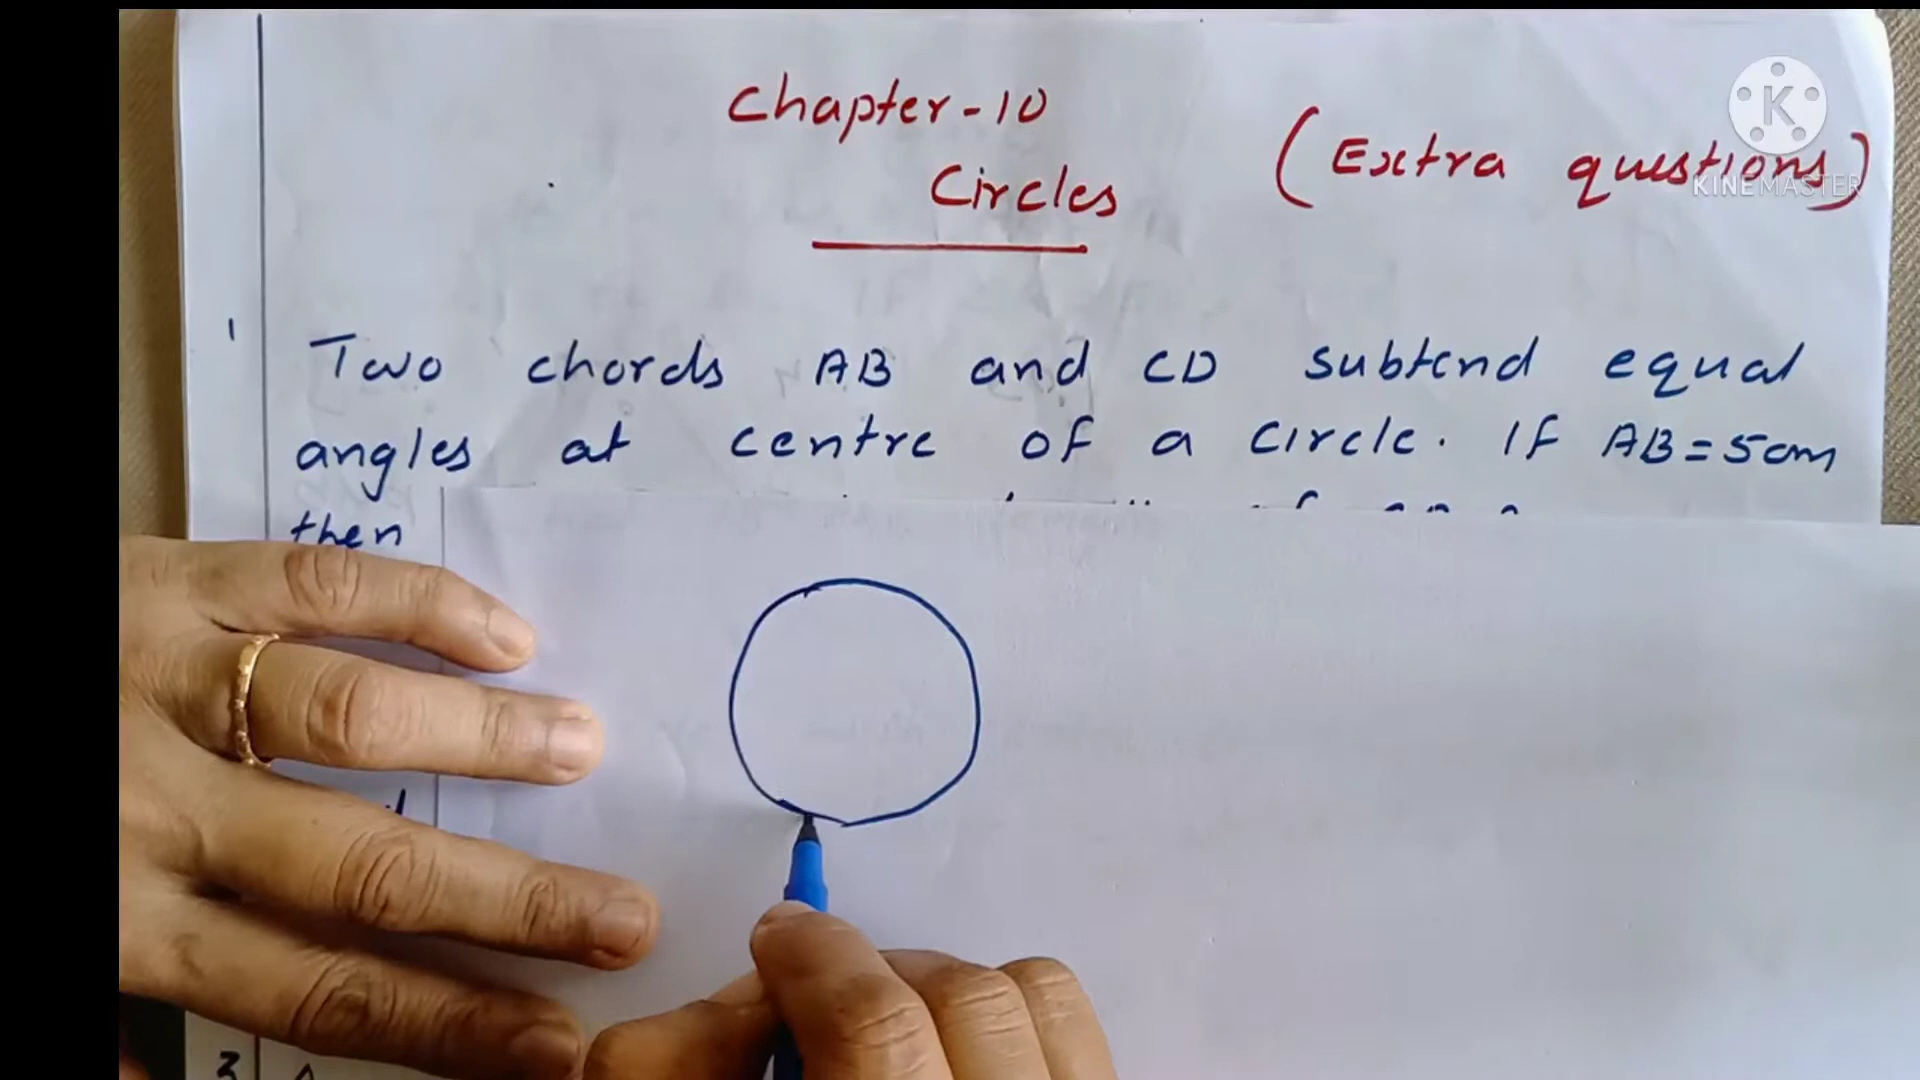 Chapter-10
Circles
(Extra questions)
K
KINEMASTER
1
Two chords AB and CD subtend equal
angles at centre of a circle. If AB=5cm
then
3